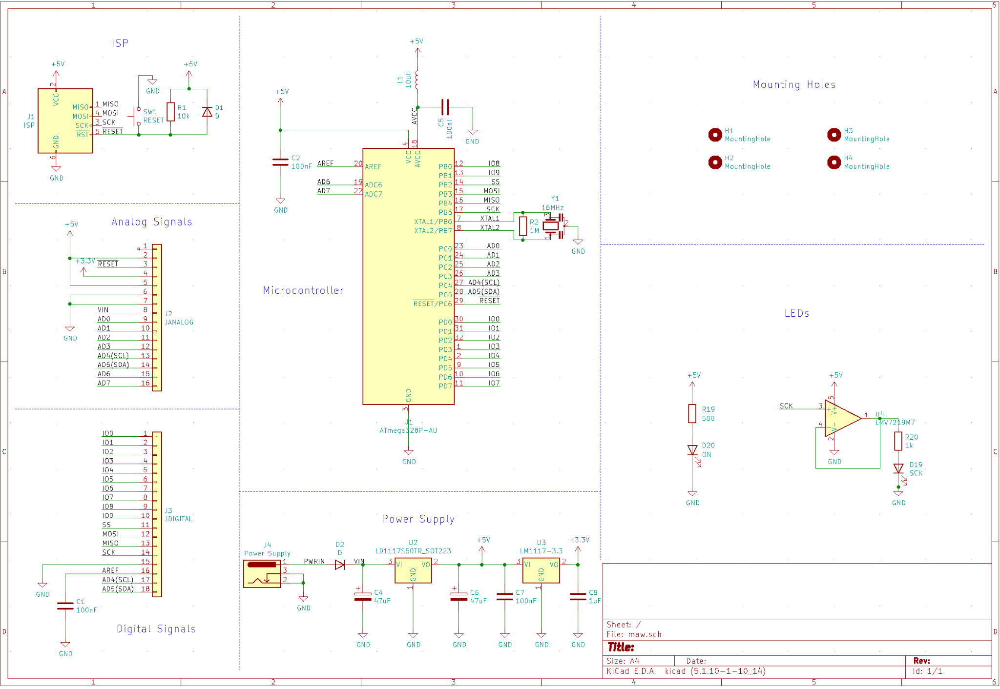 1 2 3 4 5 6
A
B
C
D
ISP
+5V
2
VCC
J1
ISP
MISO 1 MISO
MOSI 4 MOSI
SCK 3 SCK
RST 5 RESET
GND
6
GND
GND
SW1
RESET
+5V
R1
10k
D1
D
Analog Signals
+5V
+3.3V
1
2
RESET 3
4
5
6
7
VIN 8
AD0 9
AD1 10
AD2 11
AD3 12
AD4(SCL) 13
AD5(SDA) 14
AD6 15
AD7 16
GND
J2
JANALOG
IO0 1
IO1 2
IO2 3
IO3 4
IO4 5
IO5 6
IO6 7
IO7 8
IO8 9
IO9 10
SS 11
MOSI 12
MISO 13
SCK 14
15
AREF 16
AD4(SCL) 17
AD5(SDA) 18
J3
JDIGITAL
GND
C1
100nF
GND
Digital Signals
Microcontroller
+5V
L1
10uH
+5V
AVCC
C5
100nF
GND
C2
100nF
GND
4
18
VCC
AVCC
AREF 20 AREF
AD6 19 ADC6
AD7 22 ADC7
PB0 12 IO8
PB1 13 IO9
PB2 14 SS
PB3 15 MOSI
PB4 16 MISO
PB5 17 SCK
XTAL1/PB6 7 XTAL1
XTAL2/PB7 8 XTAL2
PC0 23 AD0
PC1 24 AD1
PC2 25 AD2
PC3 26 AD3
PC4 27 AD4(SCL)
PC5 28 AD5(SDA)
RESET/PC6 29 RESET
PD0 30 IO0
PD1 31 IO1
PD2 32 IO2
PD3 1 IO3
PD4 2 IO4
PD5 9 IO5
PD6 10 IO6
PD7 11 IO7
GND
3
U1
ATmega328P-AU
GND
R2
1M
Y1
16MHz
3
2
1
GND
Power Supply
J4
Power Supply
1
3
2
GND
PWRIN
D2
D
VIN
C4
47uF
GND
U2
LD1117S50TR_SOT223
3 VI VO 2
GND
1
GND
C6
47uF
GND
+5V
C7
100nF
GND
U3
LM1117-3.3
3 VI VO 2
GND
1
GND
+3.3V
C8
1uF
GND
Mounting Holes
H1
MountingHole
H2
MountingHole
H3
MountingHole
H4
MountingHole
LEDs
+5V
R19
500
D20
ON
GND
+5V
SCK 3
4
5
V+
V-
2
1
U4
LMV7219M7
GND
R20
1k
D19
SCK
GND
Sheet: /
File: maw.sch
Title:
Size: A4 Date: Rev:
KiCad E.D.A. kicad (5.1.10-1-10_14) Id: 1/1
A
B
C
D
1 2 3 4 5 6